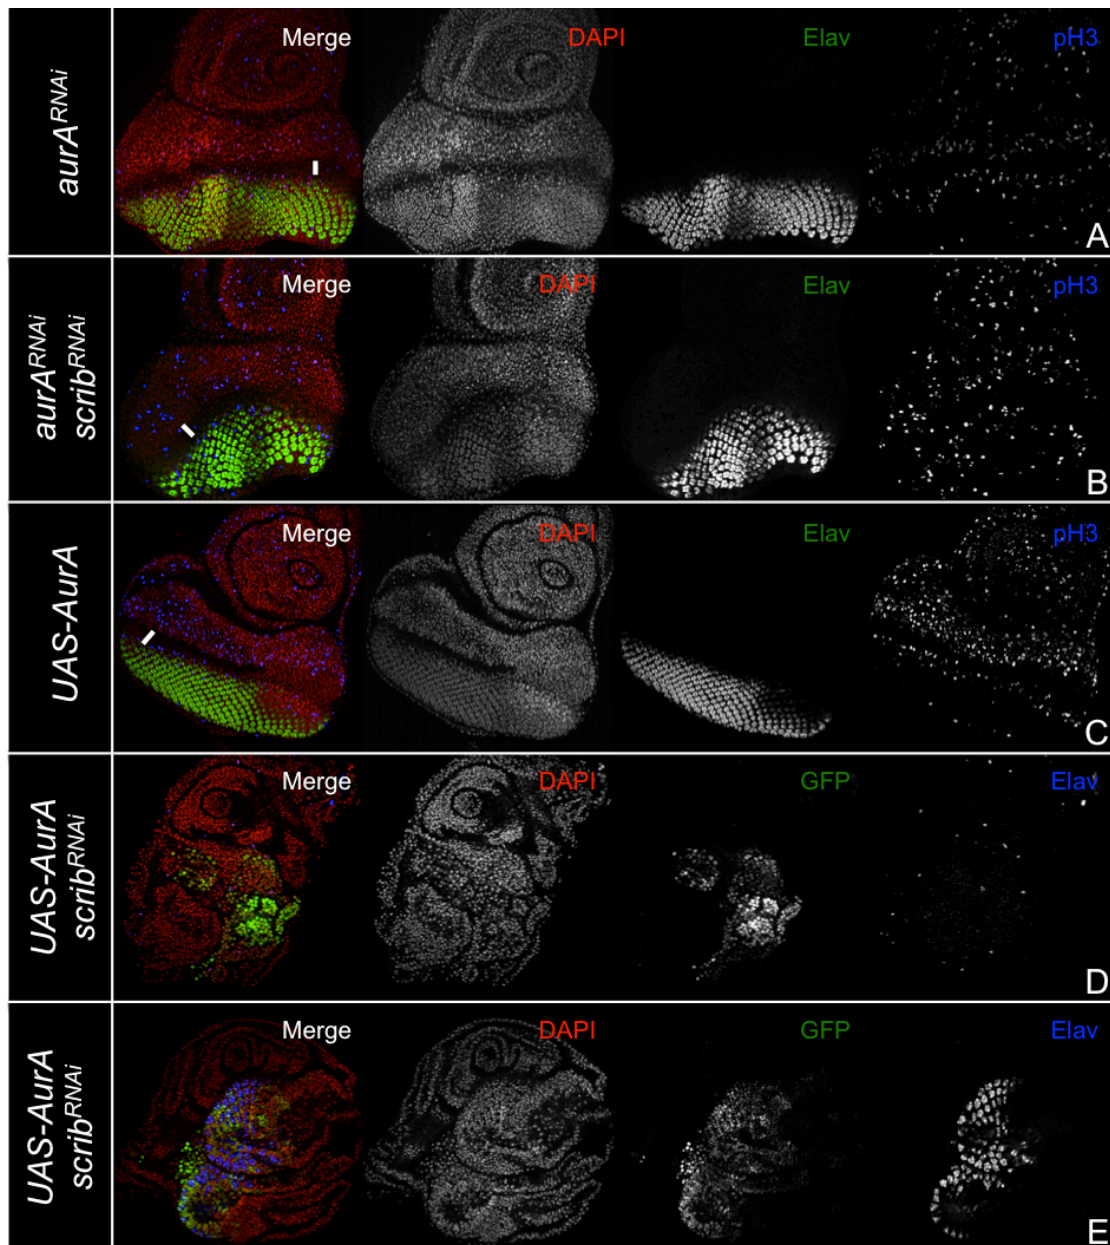 aurA^RNAi
Merge DAPI Elav pH3
A
aurA^RNAi
scrib^RNAi
Merge DAPI Elav pH3
B
UAS-AurA
Merge DAPI Elav pH3
C
UAS-AurA
scrib^RNAi
Merge DAPI GFP Elav
D
UAS-AurA
scrib^RNAi
Merge DAPI GFP Elav
E